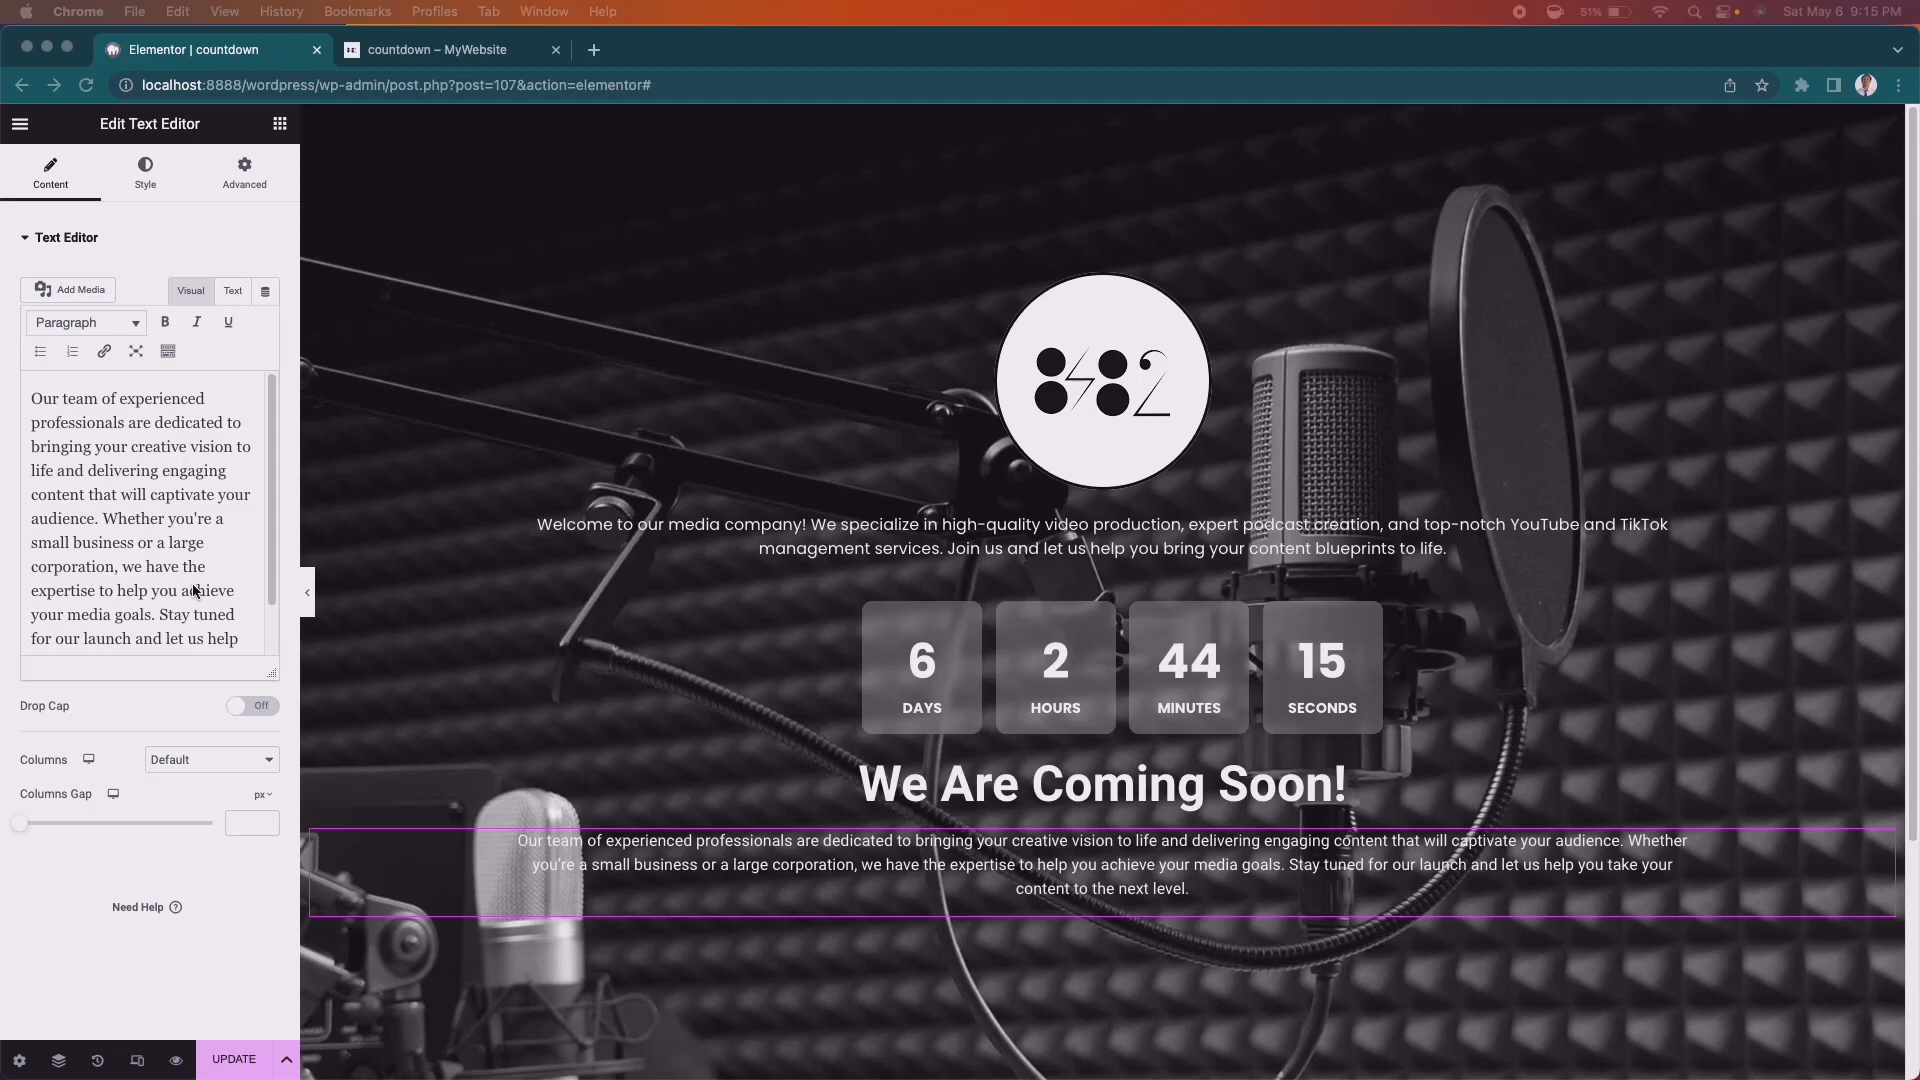 Chrome File Edit View History Bookmarks Profiles Tab Window Help 51% Sat May 6 9:15 PM
Elementor | countdown
countdown – MyWebsite
localhost:8888/wordpress/wp-admin/post.php?post=107&action=elementor#
Edit Text Editor
Content Style Advanced
Text Editor
Add Media Visual Text
Paragraph B I U
Our team of experienced
professionals are dedicated to
bringing your creative vision to
life and delivering engaging
content that will captivate your
audience. Whether you're a
small business or a large
corporation, we have the
expertise to help you achieve
your media goals. Stay tuned
for our launch and let us help
Drop Cap Off
Columns Default
Columns Gap px
Need Help
UPDATE
Welcome to our media company! We specialize in high-quality video production, expert podcast creation, and top-notch YouTube and TikTok
management services. Join us and let us help you bring your content blueprints to life.
6 2 44 15
DAYS HOURS MINUTES SECONDS
We Are Coming Soon!
Our team of experienced professionals are dedicated to bringing your creative vision to life and delivering engaging content that will captivate your audience. Whether
you're a small business or a large corporation, we have the expertise to help you achieve your media goals. Stay tuned for our launch and let us help you take your
content to the next level.